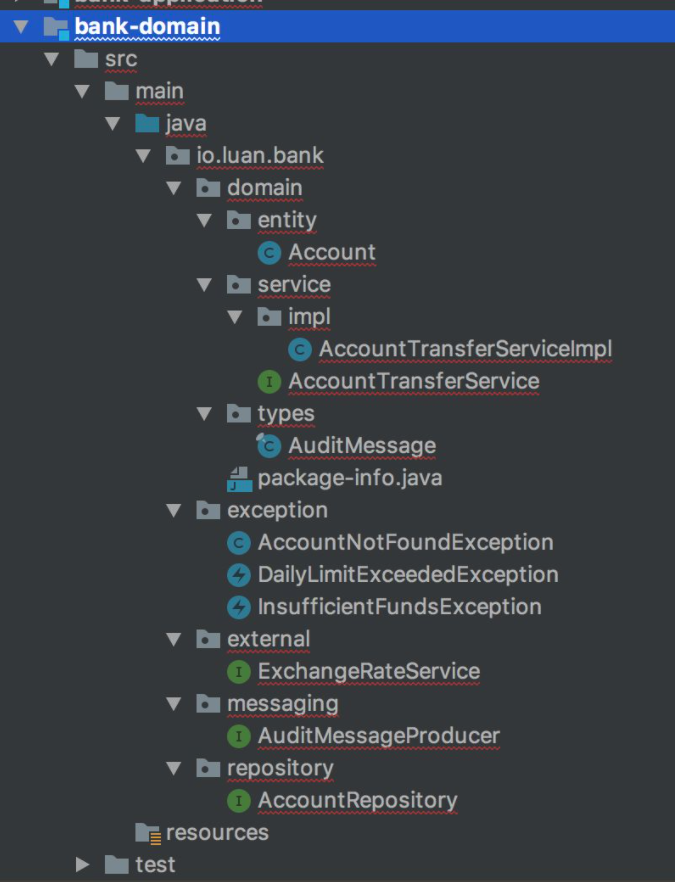 bank-application
bank-domain
src
main
java
io.luan.bank
domain
entity
Account
service
impl
AccountTransferServiceImpl
AccountTransferService
types
AuditMessage
package-info.java
exception
AccountNotFoundException
DailyLimitExceededException
InsufficientFundsException
external
ExchangeRateService
messaging
AuditMessageProducer
repository
AccountRepository
resources
test